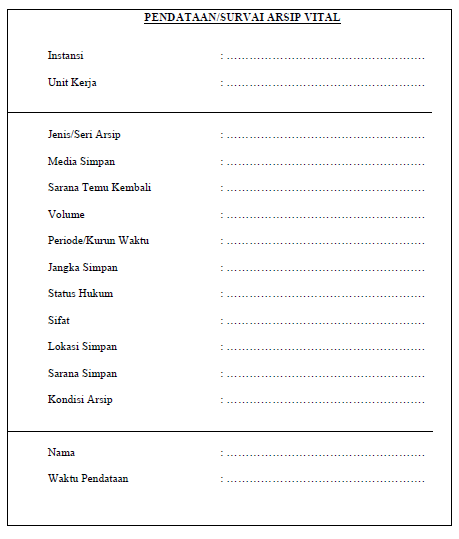 PENDATAAN/SURVAI ARSIP VITAL
Instansi : ……………………………………………
Unit Kerja : ……………………………………………
Jenis/Seri Arsip : ……………………………………………
Media Simpan : ……………………………………………
Sarana Temu Kembali : ……………………………………………
Volume : ……………………………………………
Periode/Kurun Waktu : ……………………………………………
Jangka Simpan : ……………………………………………
Status Hukum : ……………………………………………
Sifat : ……………………………………………
Lokasi Simpan : ……………………………………………
Sarana Simpan : ……………………………………………
Kondisi Arsip : ……………………………………………
Nama : ……………………………………………
Waktu Pendataan : ……………………………………………